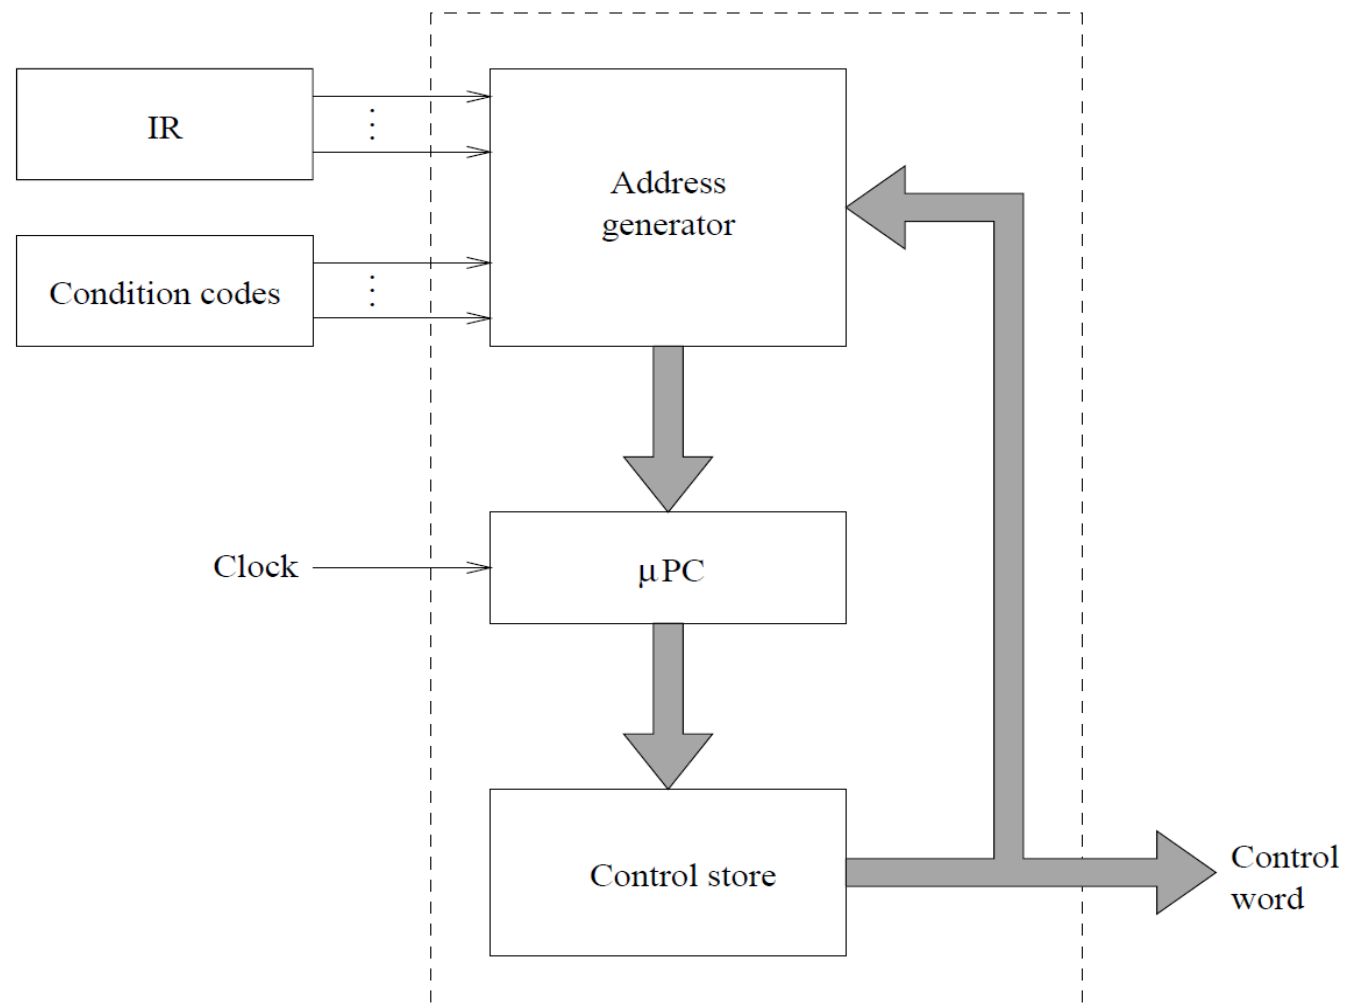 IR
Address
generator
Condition codes
Clock
μPC
Control store
Control
word